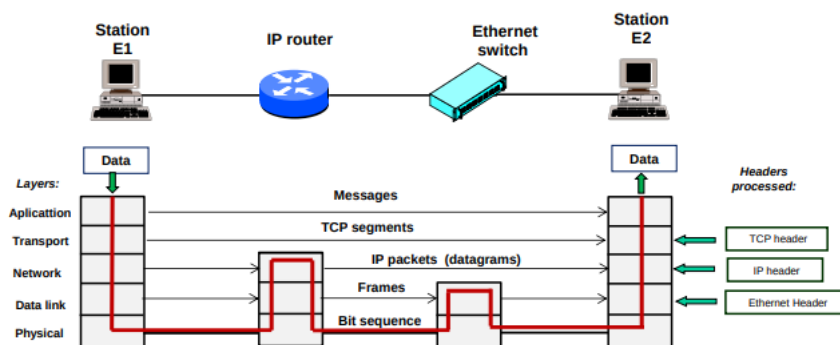 Station
E1
IP router
Ethernet
switch
Station
E2
Data
Data
Layers:
Headers
processed:
Messages
Aplicattion
TCP segments
Transport
TCP header
IP packets (datagrams)
Network
IP header
Frames
Data link
Ethernet Header
Bit sequence
Physical